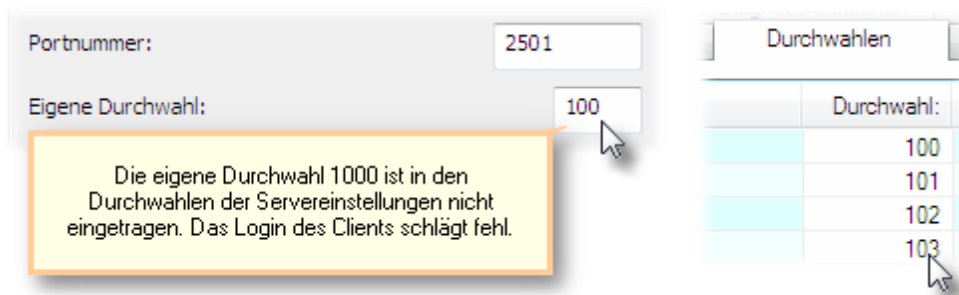 Portnummer:
2501
Eigene Durchwahl:
100
Die eigene Durchwahl 1000 ist in den
Durchwahlen der Servereinstellungen nicht
eingetragen. Das Login des Clients schlägt fehl.
Durchwahlen
Durchwahl:
100
101
102
103